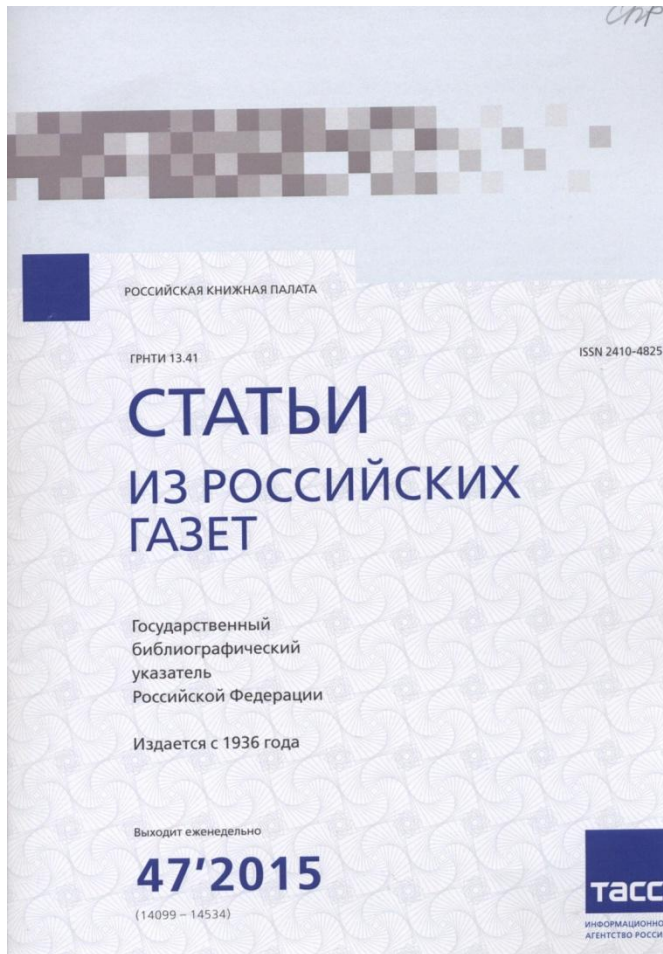 СПР
РОССИЙСКАЯ КНИЖНАЯ ПАЛАТА
ГРНТИ 13.41
ISSN 2410-4825
СТАТЬИ
ИЗ РОССИЙСКИХ
ГАЗЕТ
Государственный
библиографический
указатель
Российской Федерации
Издается с 1936 года
Выходит еженедельно
47'2015
(14099 – 14534)
ТАСС
ИНФОРМАЦИОННО
АГЕНТСТВО РОССИ